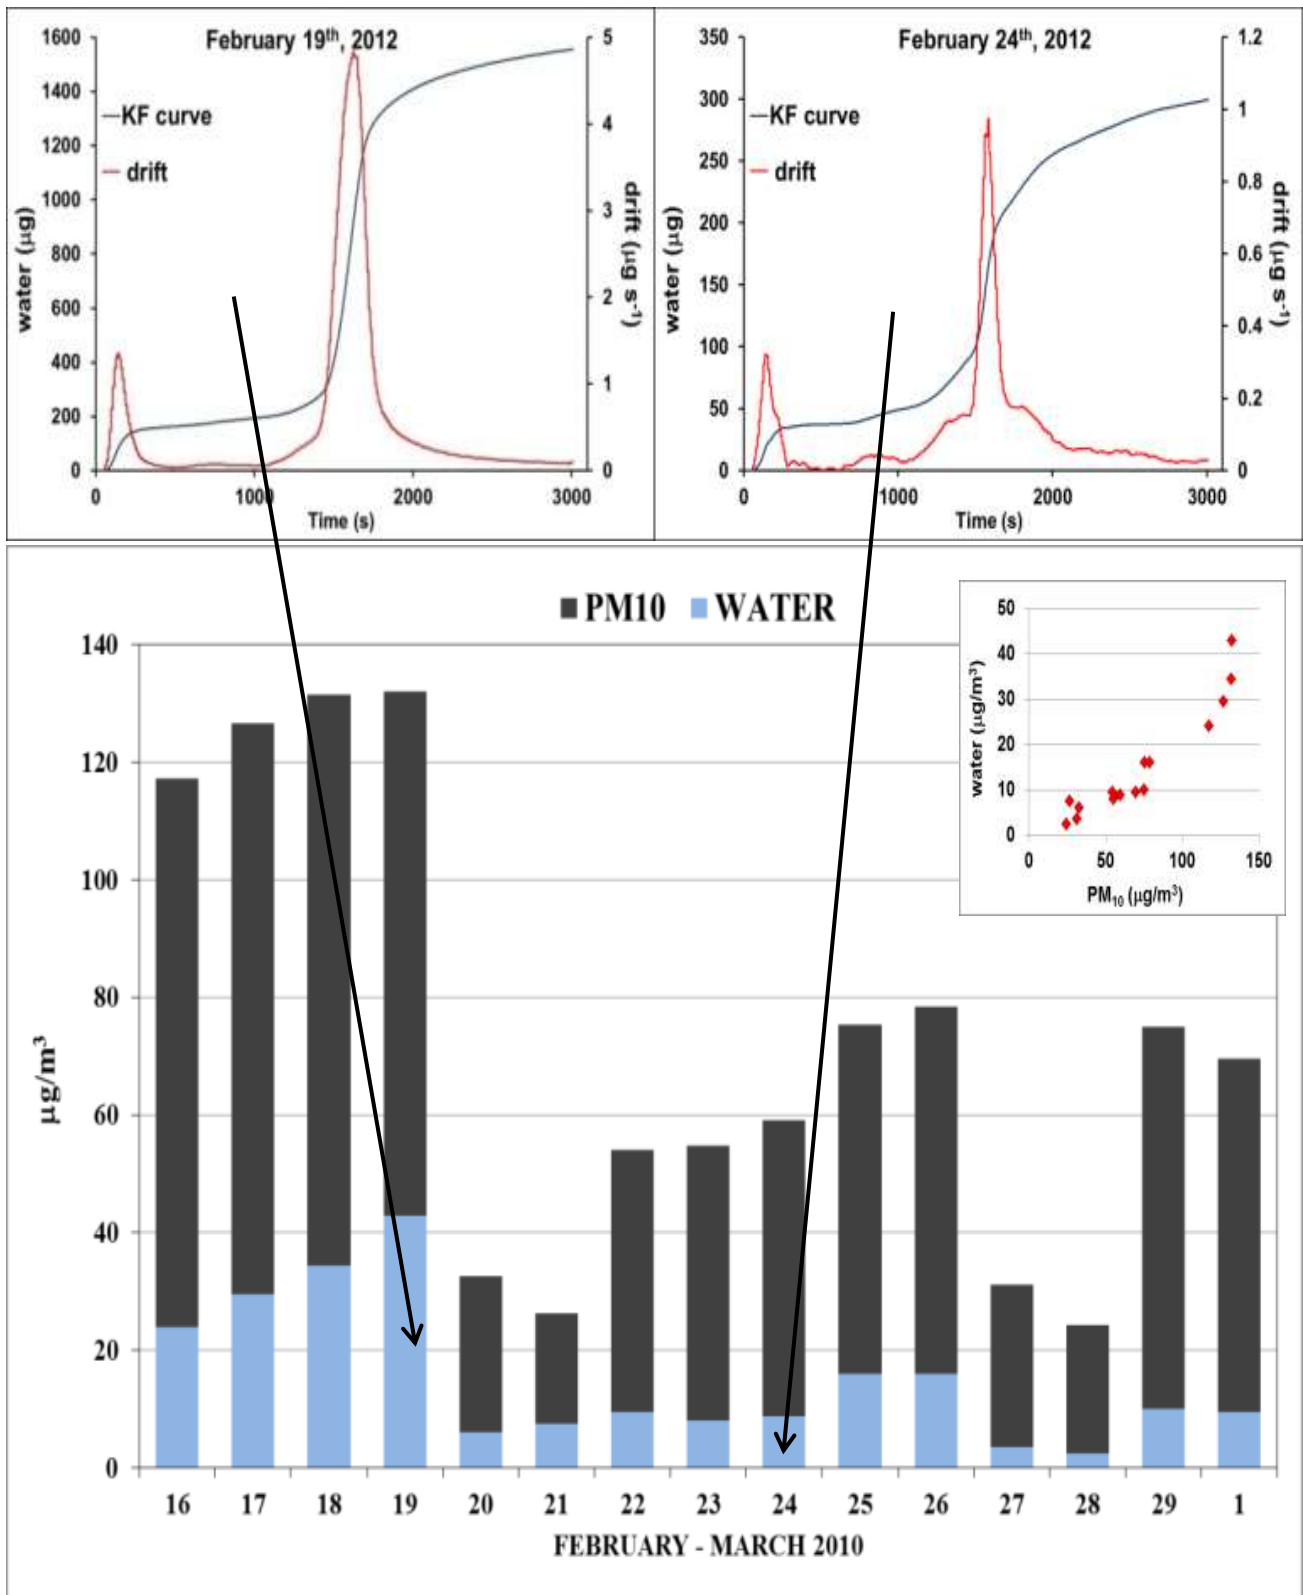 February 19th, 2012
KF curve
drift
water (μg)
1600
1400
1200
1000
800
600
400
200
0
5
4
3
2
1
0
drift (μg s-1)
0 1000 2000 3000
Time (s)
February 24th, 2012
KF curve
drift
water (μg)
350
300
250
200
150
100
50
0
1.2
1
0.8
0.6
0.4
0.2
0
drift (μg s-1)
0 1000 2000 3000
Time (s)
PM10 WATER
μg/m³
140
120
100
80
60
40
20
0
16 17 18 19 20 21 22 23 24 25 26 27 28 29 1
FEBRUARY - MARCH 2010
water (μg/m³)
50
40
30
20
10
0
0 50 100 150
PM₁₀ (μg/m³)